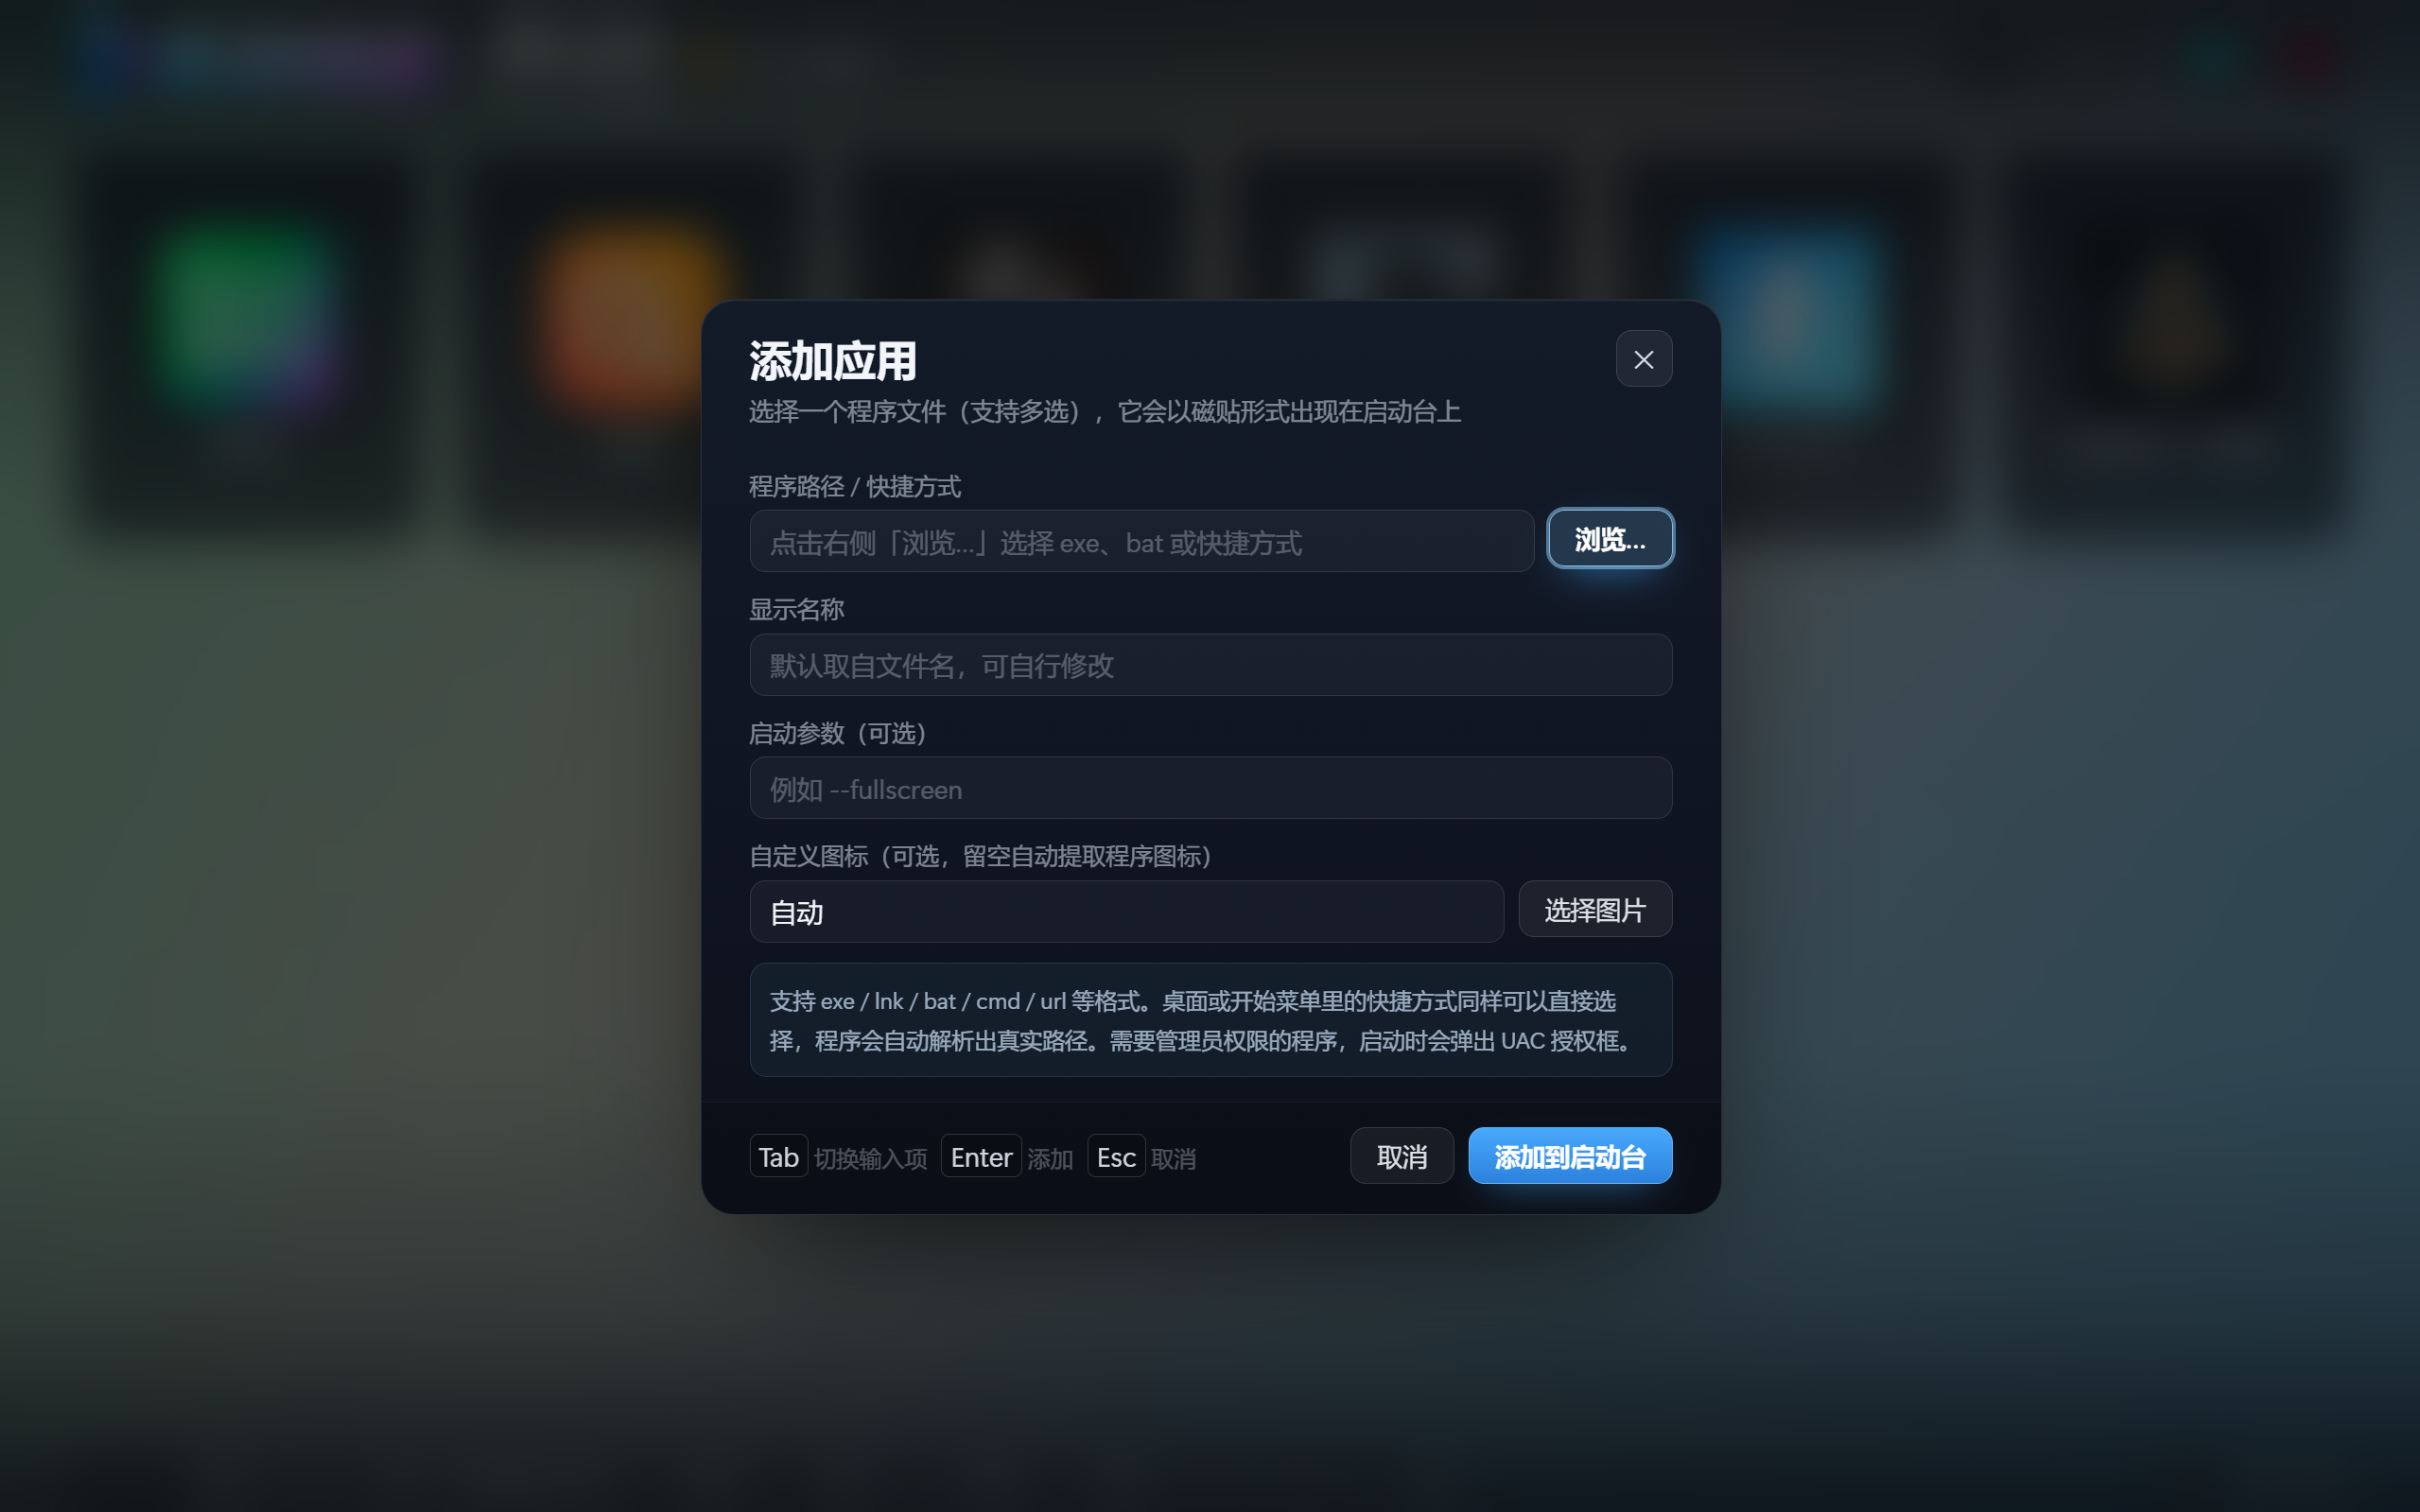 添加应用
选择一个程序文件（支持多选），它会以磁贴形式出现在启动台上
程序路径 / 快捷方式
点击右侧「浏览...」选择 exe、bat 或快捷方式
浏览...
显示名称
默认取自文件名，可自行修改
启动参数（可选）
例如 --fullscreen
自定义图标（可选，留空自动提取程序图标）
自动
选择图片
支持 exe / lnk / bat / cmd / url 等格式。桌面或开始菜单里的快捷方式同样可以直接选
择，程序会自动解析出真实路径。需要管理员权限的程序，启动时会弹出 UAC 授权框。
Tab 切换输入项 Enter 添加 Esc 取消
取消
添加到启动台